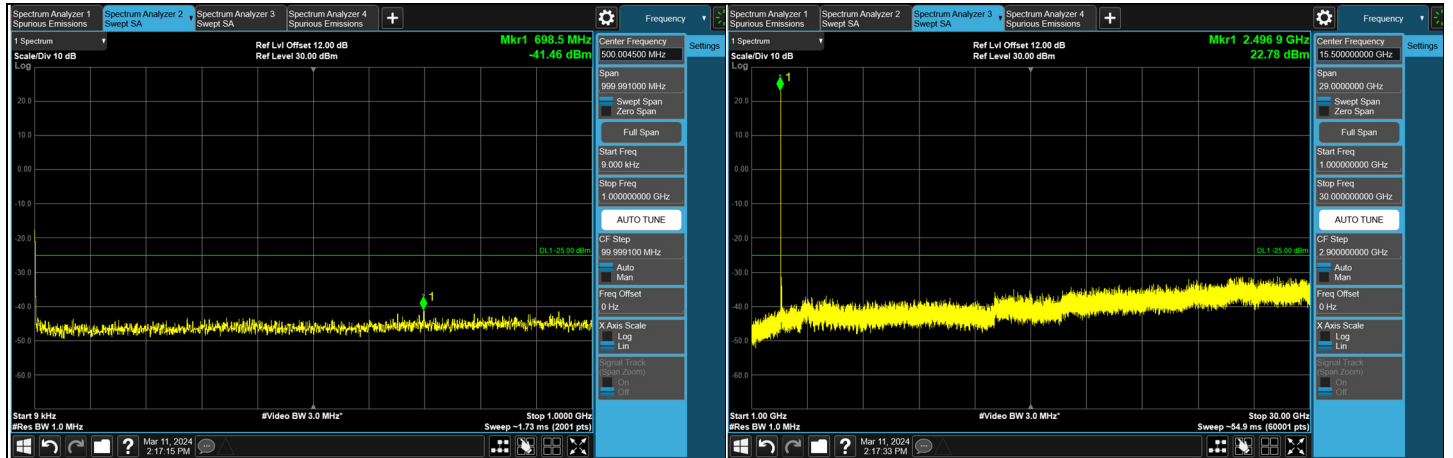 Spectrum Analyzer 1 Spectrum Analyzer 2 Spectrum Analyzer 3 Spectrum Analyzer 4
Spurious Emissions Swept SA Swept SA Spurious Emissions
Frequency
1 Spectrum
Scale/Div 10 dB
Log
Ref Lvl Offset 12.00 dB
Ref Level 30.00 dBm
Mkr1 698.5 MHz
-41.46 dBm
20.0
10.0
0.00
-10.0
-20.0
-30.0
-40.0
-50.0
-60.0
1
DL1 -25.00 dBm
Start 9 kHz #Video BW 3.0 MHz* Stop 1.0000 GHz
#Res BW 1.0 MHz Sweep ~1.73 ms (2001 pts)
Center Frequency
500.004500 MHz
Settings
Span
999.991000 MHz
Swept Span
Zero Span
Full Span
Start Freq
9.000 kHz
Stop Freq
1.000000000 GHz
AUTO TUNE
CF Step
99.999100 MHz
Auto
Man
Freq Offset
0 Hz
X Axis Scale
Log
Lin
Signal Track
(Span Zoom)
On
Off
?
Mar 11, 2024
2:17:15 PM
Spectrum Analyzer 1 Spectrum Analyzer 2 Spectrum Analyzer 3 Spectrum Analyzer 4
Spurious Emissions Swept SA Swept SA Spurious Emissions
Frequency
1 Spectrum
Scale/Div 10 dB
Log
Ref Lvl Offset 12.00 dB
Ref Level 30.00 dBm
Mkr1 2.496 9 GHz
22.78 dBm
1
20.0
10.0
0.00
-10.0
-20.0
-30.0
-40.0
-50.0
-60.0
DL1 -25.00 dBm
Start 1.00 GHz #Video BW 3.0 MHz* Stop 30.00 GHz
#Res BW 1.0 MHz Sweep ~54.9 ms (60001 pts)
Center Frequency
15.500000000 GHz
Settings
Span
29.0000000 GHz
Swept Span
Zero Span
Full Span
Start Freq
1.000000000 GHz
Stop Freq
30.000000000 GHz
AUTO TUNE
CF Step
2.900000000 GHz
Auto
Man
Freq Offset
0 Hz
X Axis Scale
Log
Lin
Signal Track
(Span Zoom)
On
Off
?
Mar 11, 2024
2:17:33 PM